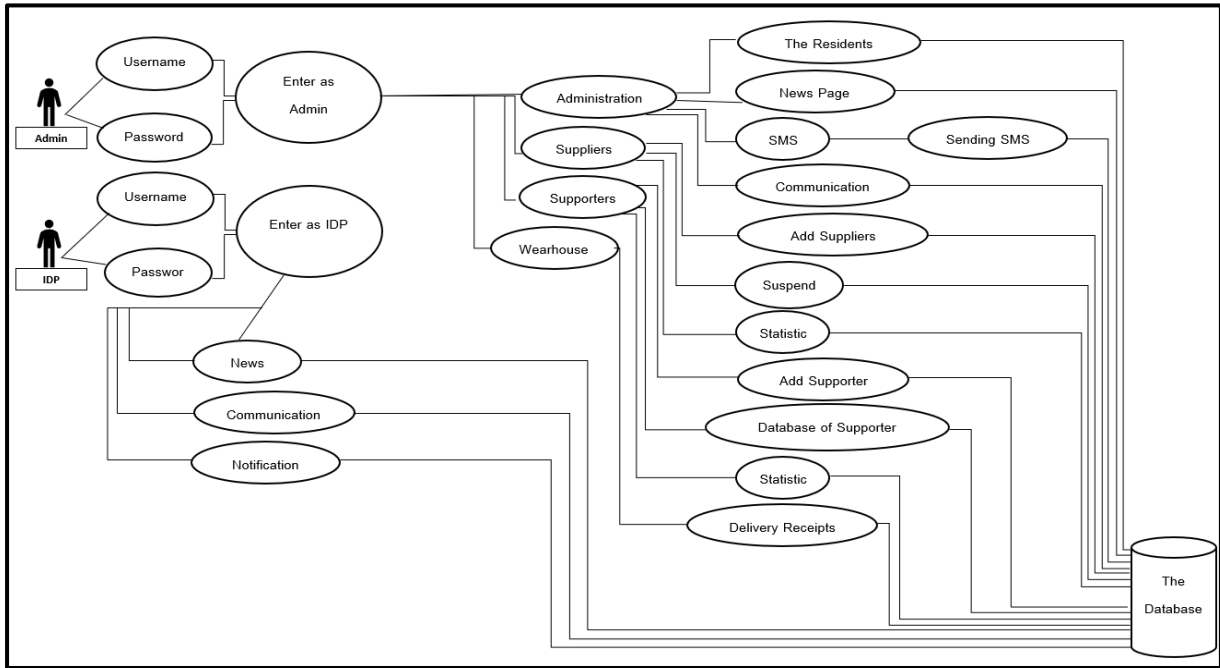 Username
Enter as
Admin
Admin
Password
Username
Enter as IDP
IDP
Passwor
News
Communication
Notification
Administration
Suppliers
Supporters
Wearhouse
The Residents
News Page
SMS
Sending SMS
Communication
Add Suppliers
Suspend
Statistic
Add Supporter
Database of Supporter
Statistic
Delivery Receipts
The
Database